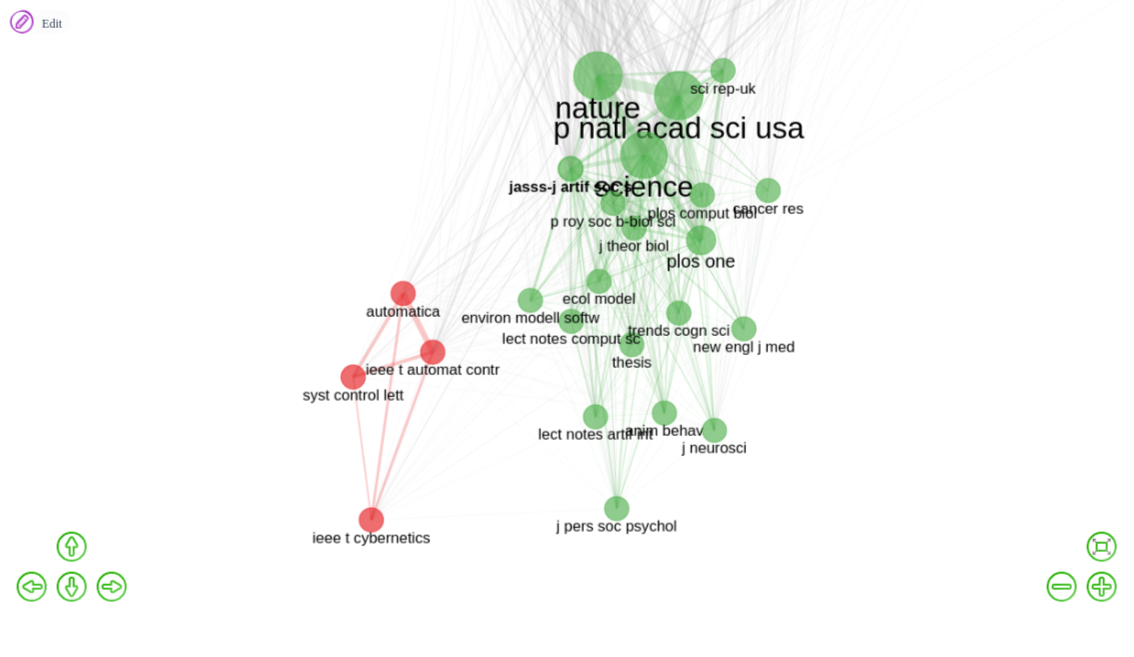 Edit
sci rep-uk
nature
p natl acad sci usa
jasss-j artif soc s
science
plos comput biol
cancer res
p roy soc b-biol sci
j theor biol
plos one
ecol model
automatica
environ modell softw
trends cogn sci
lect notes comput sc
new engl j med
thesis
ieee t automat contr
syst control lett
lect notes artif int
anim behav
j neurosci
j pers soc psychol
ieee t cybernetics